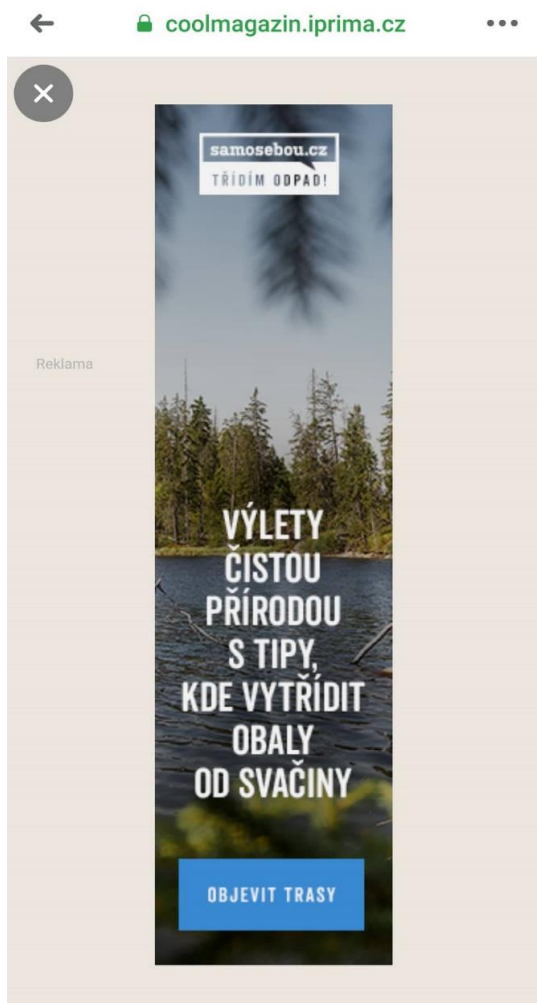 coolmagazin.iprima.cz
samosebou.cz
TŘÍDÍM ODPAD!
Reklama
VÝLETY
ČISTOU
PŘÍRODOU
S TIPY,
KDE VYTŘÍDIT
OBALY
OD SVAČINY
OBJEVIT TRASY